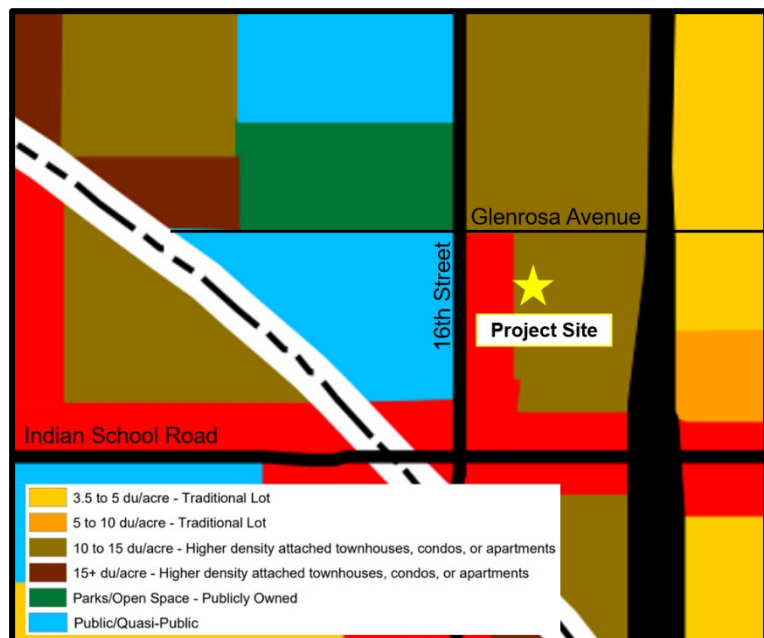 Glenrosa Avenue
16th Street
Project Site
Indian School Road
3.5 to 5 du/acre - Traditional Lot
5 to 10 du/acre - Traditional Lot
10 to 15 du/acre - Higher density attached townhouses, condos, or apartments
15+ du/acre - Higher density attached townhouses, condos, or apartments
Parks/Open Space - Publicly Owned
Public/Quasi-Public